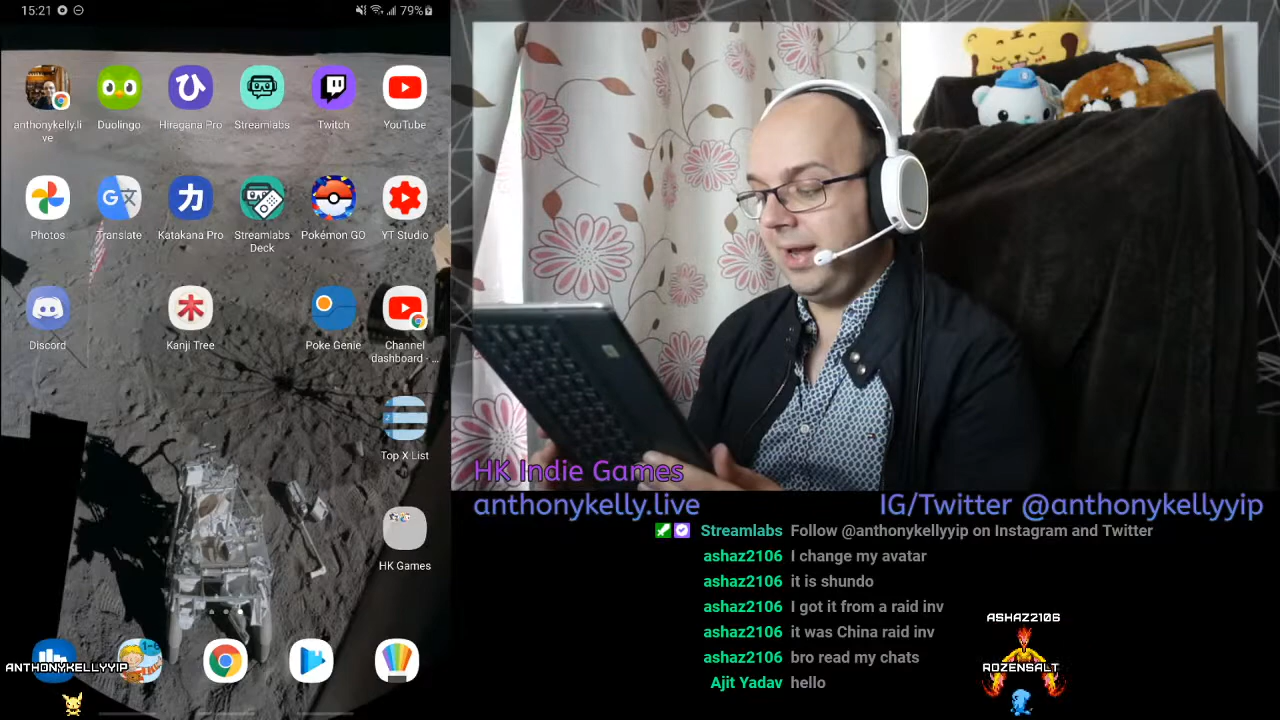 15:21
79%
anthonykelly.li
ve
Duolingo
Hiragana Pro
Streamlabs
Twitch
YouTube
Photos
Translate
Katakana Pro
Streamlabs
Deck
Pokémon GO
YT Studio
Discord
Kanji Tree
Poke Genie
Channel
dashboard - ...
Top X List
HK Games
ANTHONYKELLYYIP
HK Indie Games
anthonykelly.live
IG/Twitter @anthonykellyyip
Streamlabs Follow @anthonykellyyip on Instagram and Twitter
ashaz2106 I change my avatar
ashaz2106 it is shundo
ashaz2106 I got it from a raid inv
ashaz2106 it was China raid inv
ashaz2106 bro read my chats
Ajit Yadav hello
ASHAZ2106
ADZENSALT